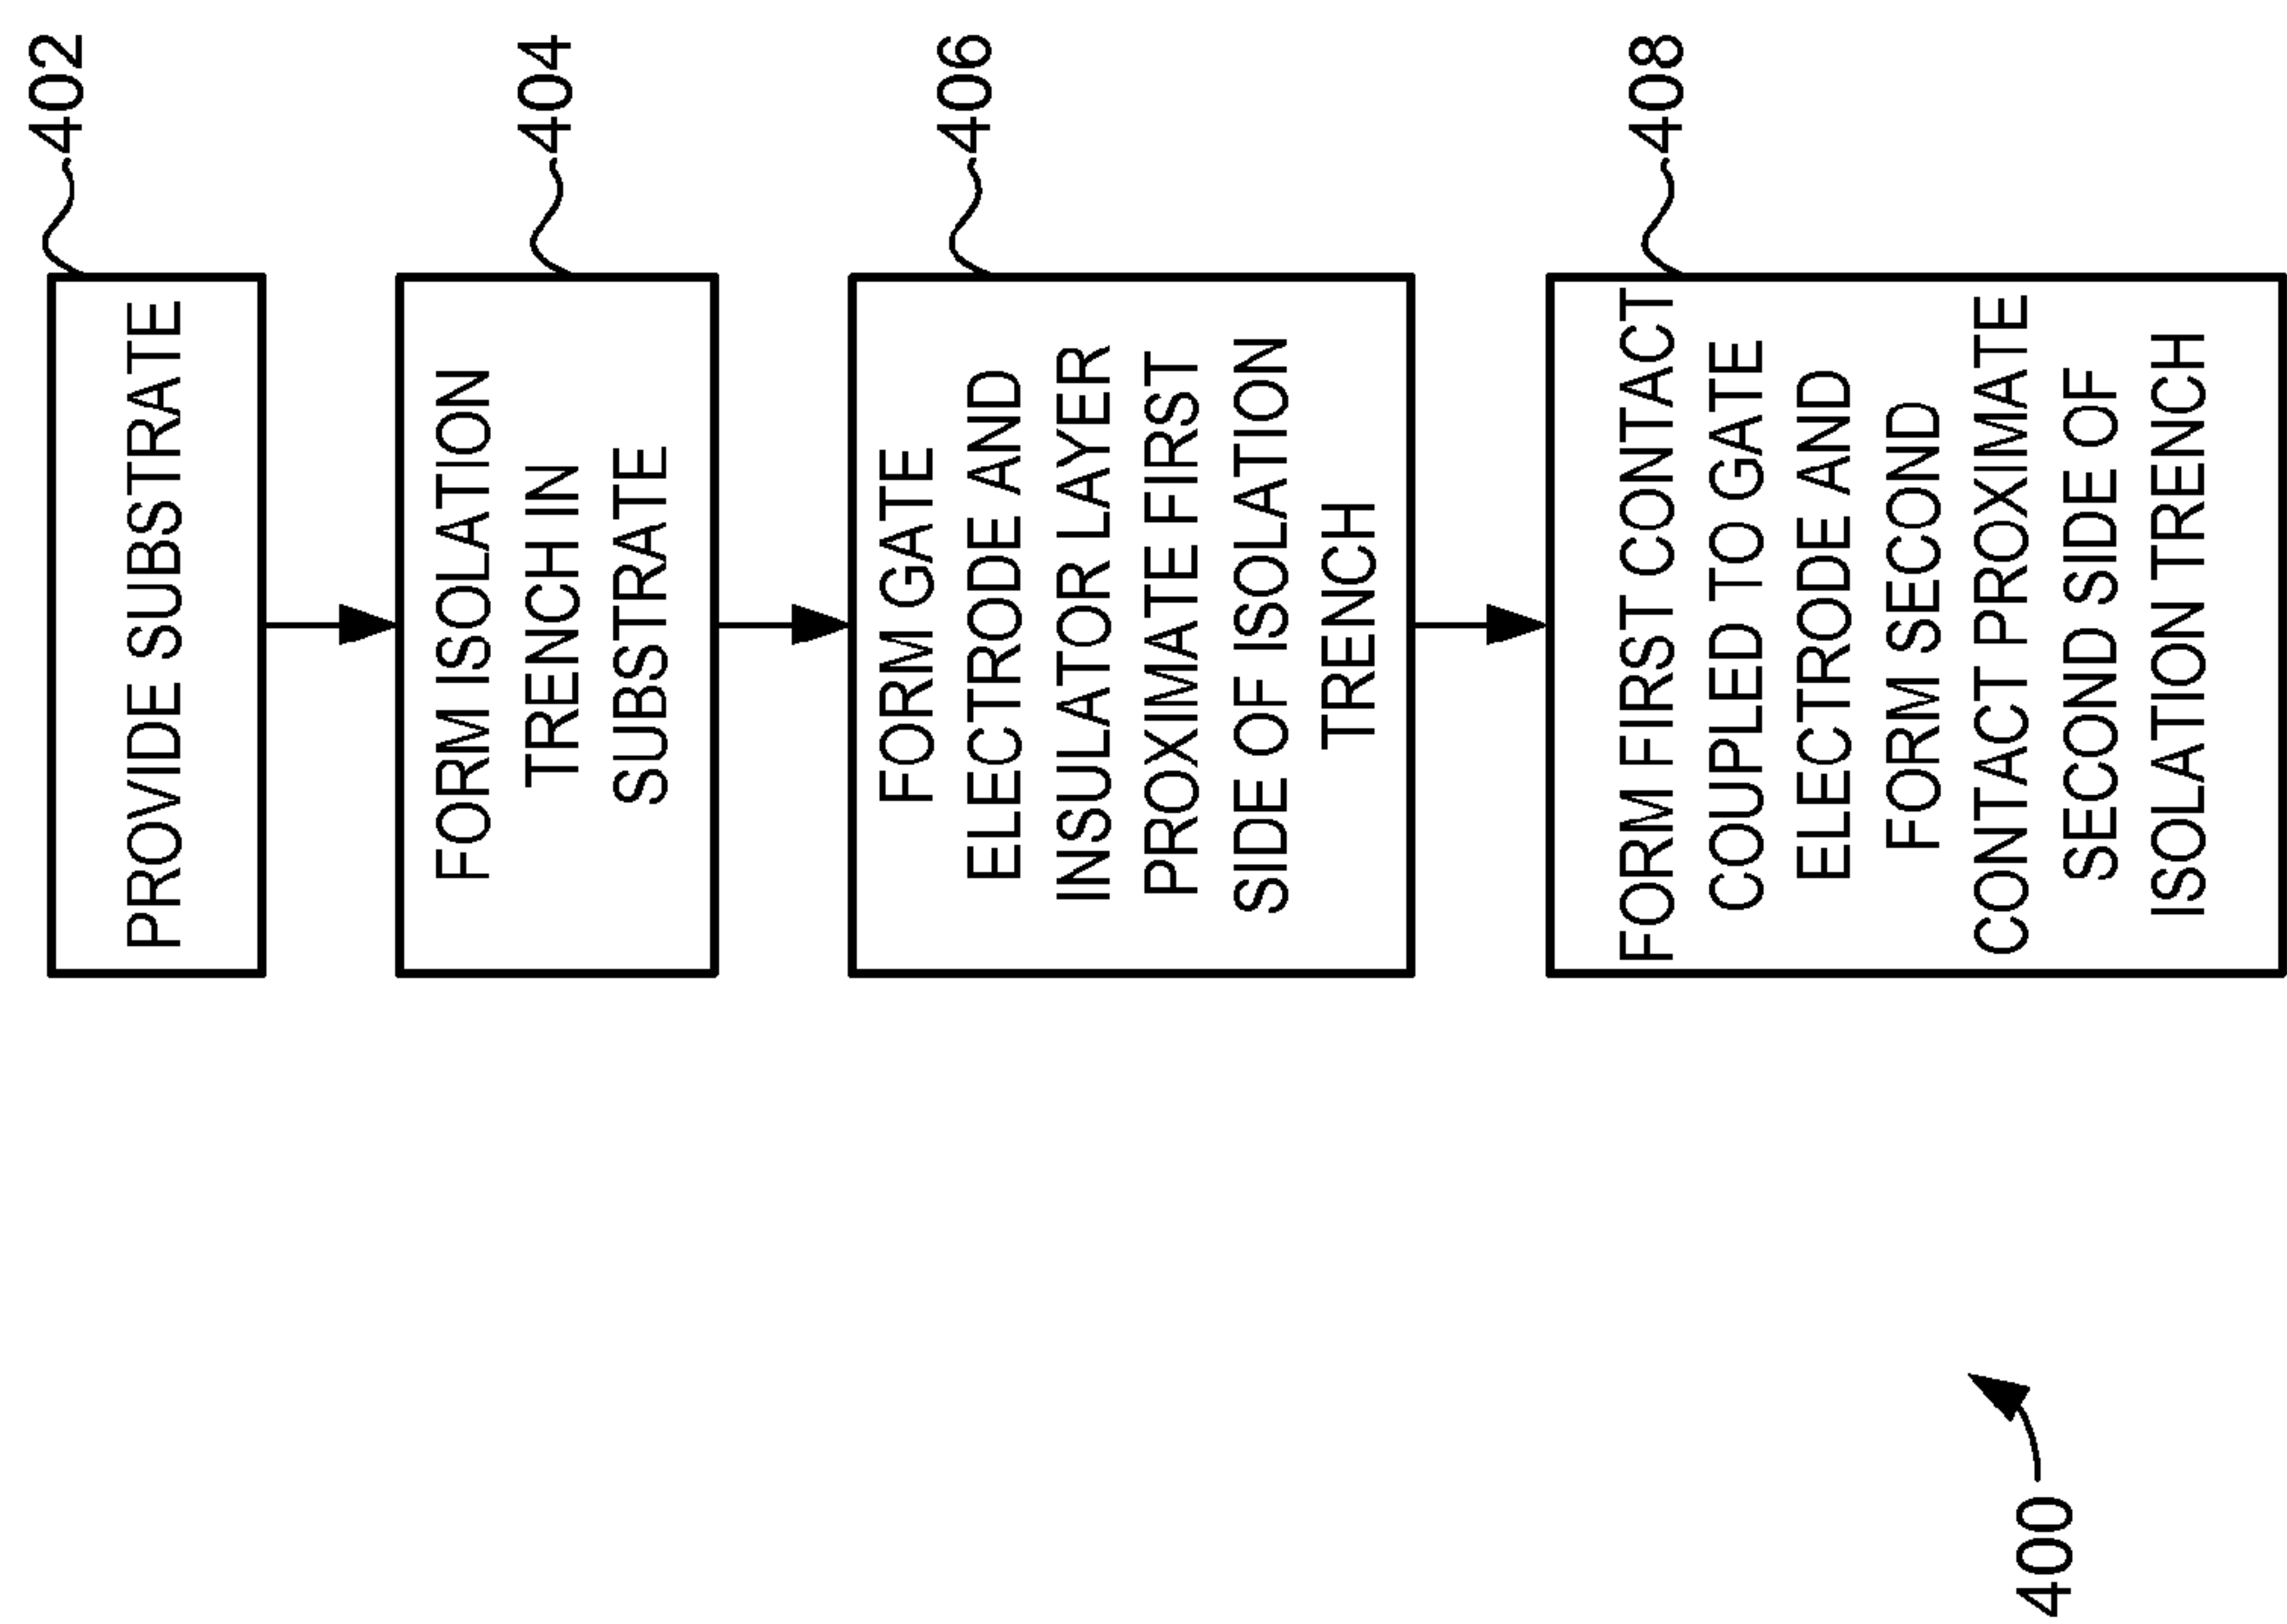 402
PROVIDE SUBSTRATE
404
FORM ISOLATION
TRENCH IN
SUBSTRATE
406
FORM GATE
ELECTRODE AND
INSULATOR LAYER
PROXIMATE FIRST
SIDE OF ISOLATION
TRENCH
408
FORM FIRST CONTACT
COUPLED TO GATE
ELECTRODE AND
FORM SECOND
CONTACT PROXIMATE
SECOND SIDE OF
ISOLATION TRENCH
400